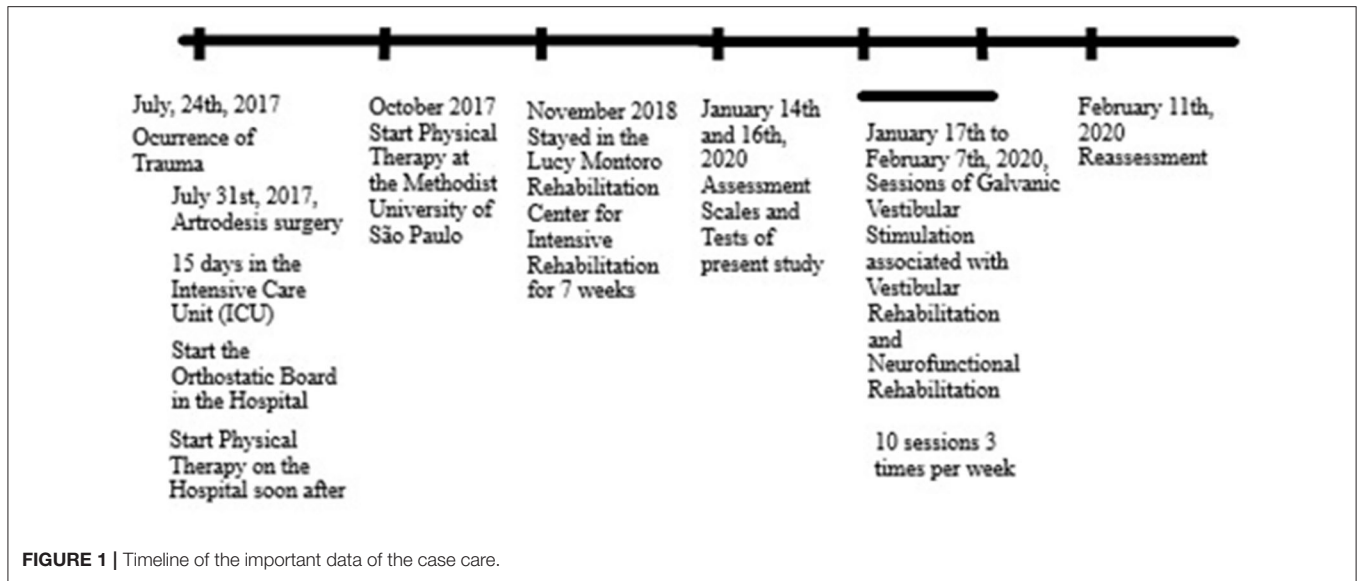 July, 24th, 2017
Ocurrence of
Trauma
July 31st, 2017,
Artrodesis surgery
15 days in the
Intensive Care
Unit (ICU)
Start the
Orthostatic Board
in the Hospital
Start Physical
Therapy on the
Hospital soon after
October 2017
Start Physical
Therapy at
the Methodist
University of
São Paulo
November 2018
Stayed in the
Lucy Montoro
Rehabilitation
Center for
Intensive
Rehabilitation
for 7 weeks
January 14th
and 16th,
2020
Assessment
Scales and
Tests of
present study
January 17th to
February 7th, 2020,
Sessions of Galvanic
Vestibular
Stimulation
associated with
Vestibular
Rehabilitation
and
Neurofunctional
Rehabilitation
10 sessions 3
times per week
February 11th,
2020
Reassessment
FIGURE 1 | Timeline of the important data of the case care.